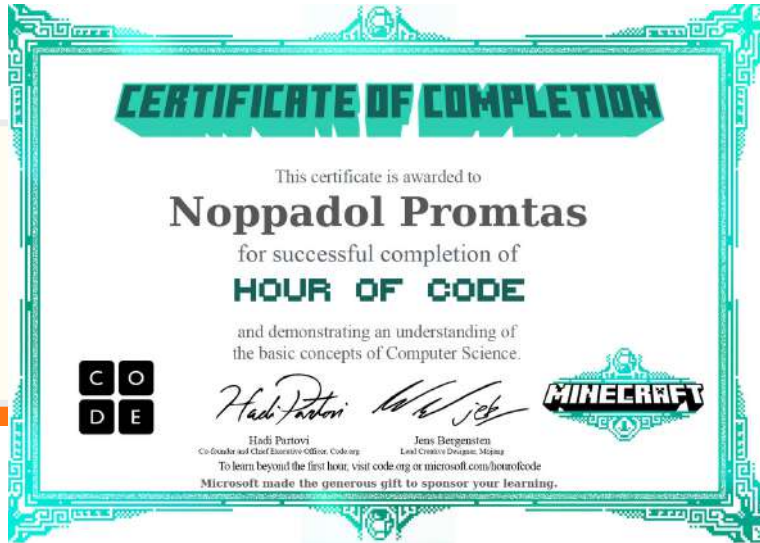 CERTIFICATE OF COMPLETION
This certificate is awarded to
Noppadol Promtas
for successful completion of
HOUR OF CODE
and demonstrating an understanding of
the basic concepts of Computer Science.
C O
D E
Hadi Partovi
jeb
MINECRAFT
Hadi Partovi
Jens Bergensten
Co-founder and Chief Executive Officer, Code.org
Lead Creative Designer, Mojang
To learn beyond the first hour, visit code.org or microsoft.com/hourofcode
Microsoft made the generous gift to sponsor your learning.